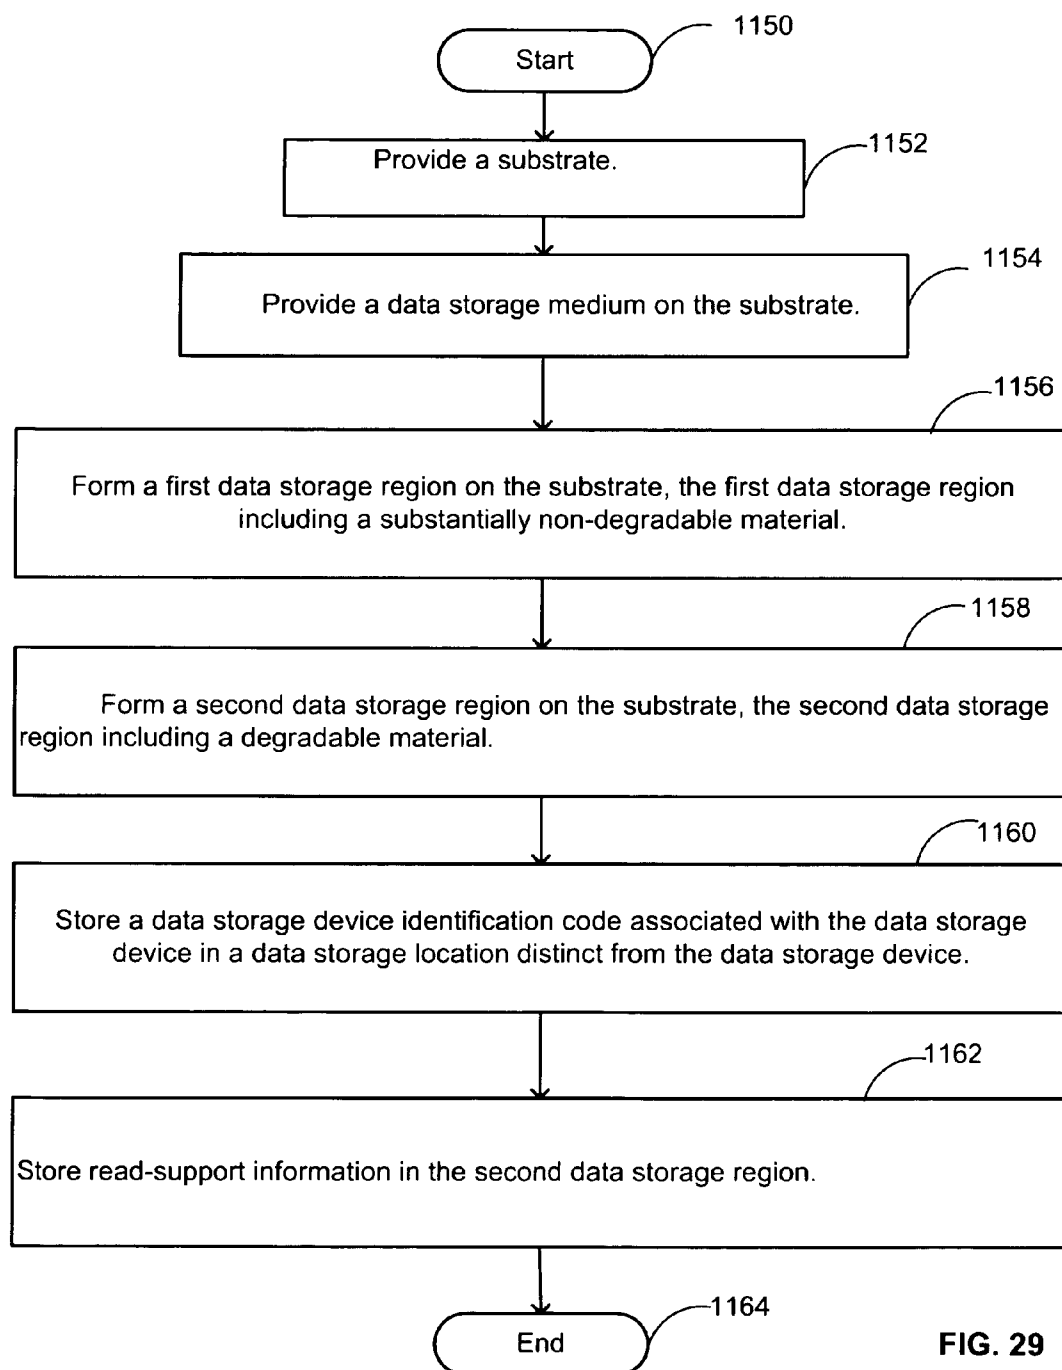 1150
Start
1152
Provide a substrate.
1154
Provide a data storage medium on the substrate.
1156
Form a first data storage region on the substrate, the first data storage region
including a substantially non-degradable material.
1158
Form a second data storage region on the substrate, the second data storage
region including a degradable material.
1160
Store a data storage device identification code associated with the data storage
device in a data storage location distinct from the data storage device.
1162
Store read-support information in the second data storage region.
1164
End
FIG. 29